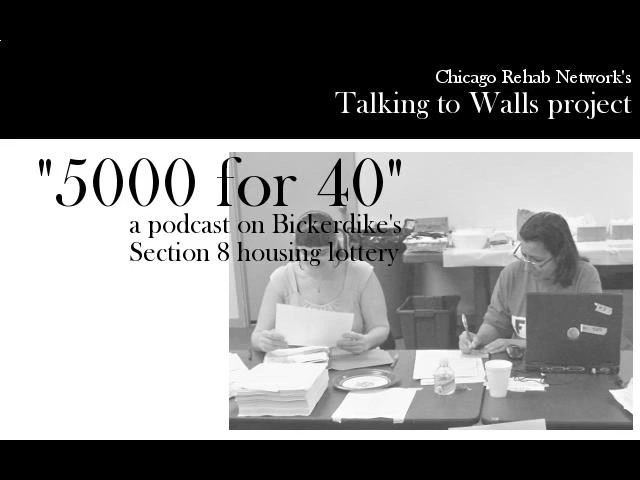 Chicago Rehab Network's
Talking to Walls project
"5000 for 40"
a podcast on Bickerdike's
Section 8 housing lottery